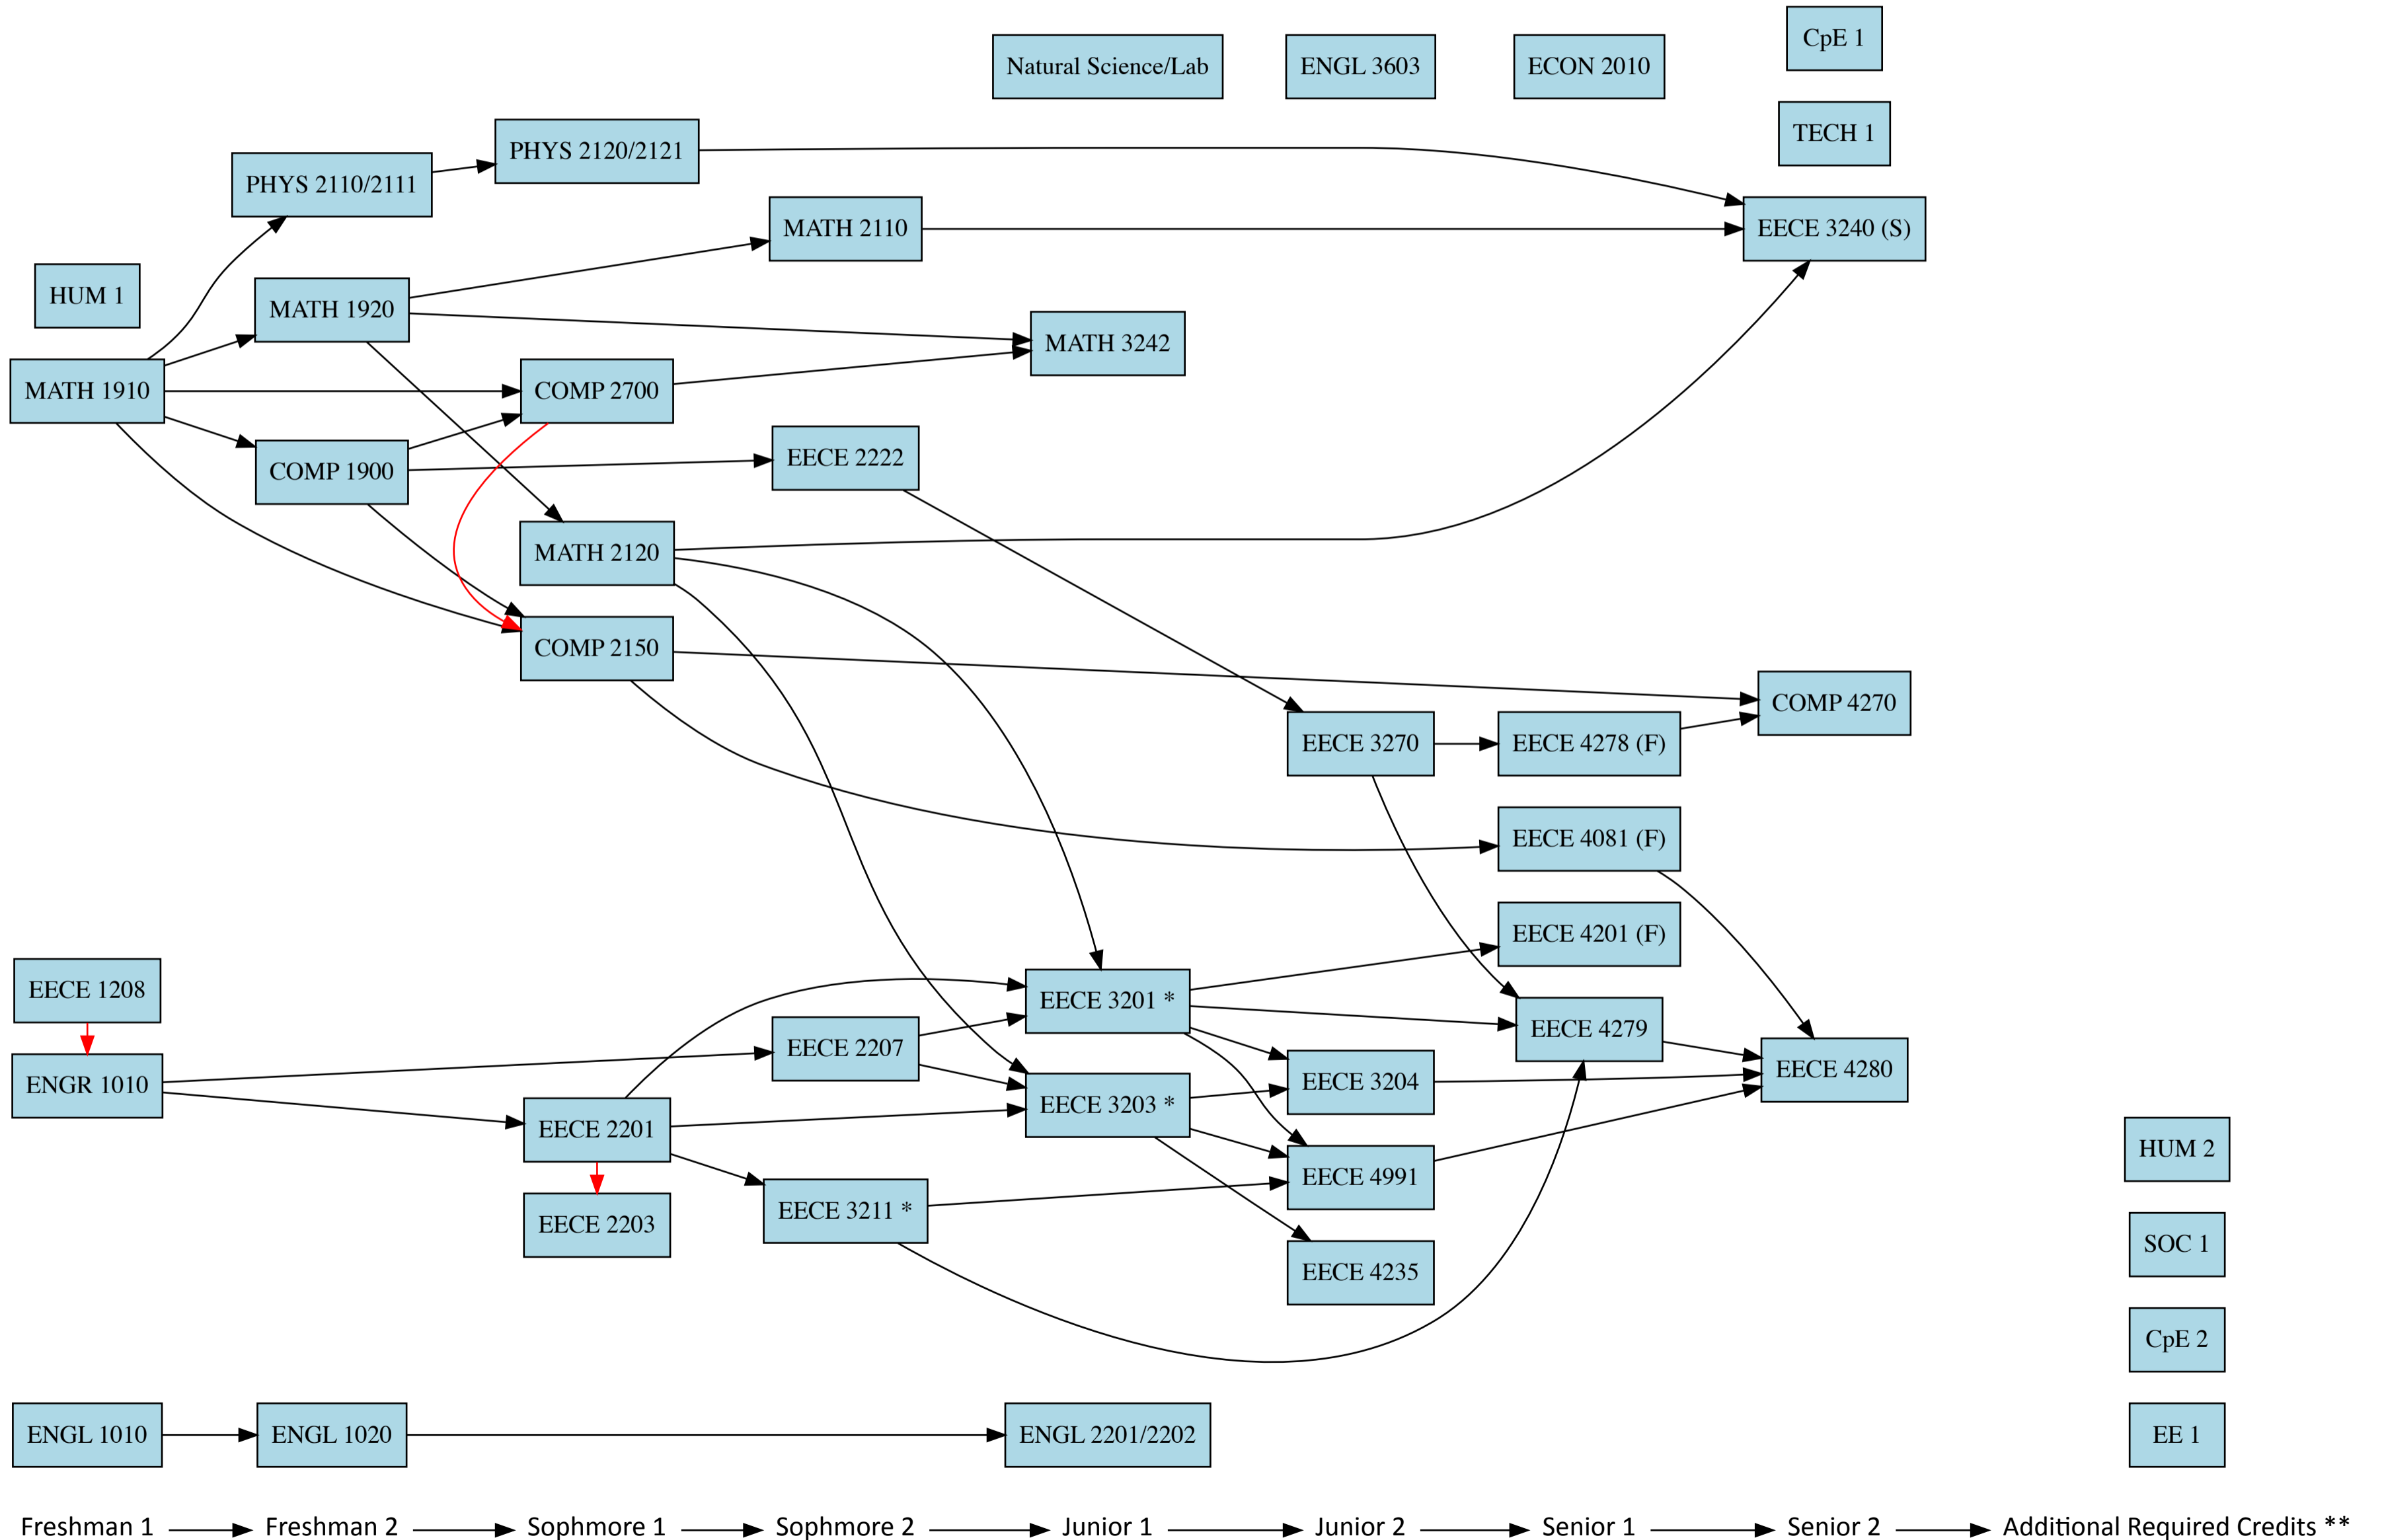 CpE 1
Natural Science/Lab
ENGL 3603
ECON 2010
TECH 1
PHYS 2120/2121
PHYS 2110/2111
MATH 2110
EECE 3240 (S)
HUM 1
MATH 1920
MATH 3242
MATH 1910
COMP 2700
COMP 1900
EECE 2222
MATH 2120
COMP 2150
COMP 4270
EECE 3270
EECE 4278 (F)
EECE 4081 (F)
EECE 4201 (F)
EECE 1208
EECE 3201 *
EECE 4279
EECE 2207
EECE 4280
ENGR 1010
EECE 3204
EECE 3203 *
EECE 2201
HUM 2
EECE 4991
EECE 3211 *
EECE 2203
SOC 1
EECE 4235
CpE 2
ENGL 1010
ENGL 1020
ENGL 2201/2202
EE 1
Freshman 1 Freshman 2 Sophmore 1 Sophmore 2 Junior 1 Junior 2 Senior 1 Senior 2 Additional Required Credits **